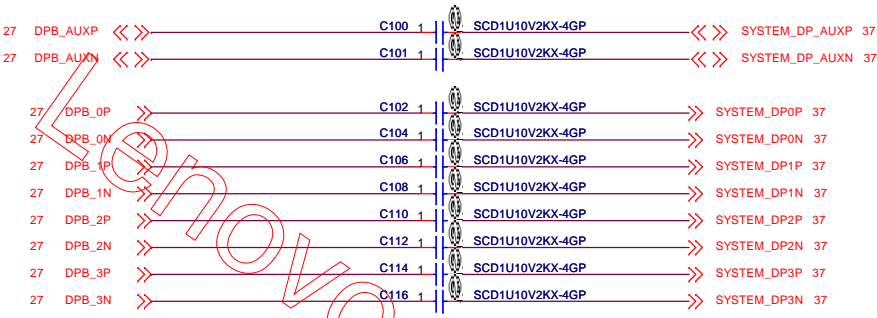 27 DPB_AUXP C100 1 SCD1U10V2KX-4GP SYSTEM_DP_AUXP 37
27 DPB_AUXN C101 1 SCD1U10V2KX-4GP SYSTEM_DP_AUXN 37
27 DPB_0P C102 1 SCD1U10V2KX-4GP SYSTEM_DP0P 37
27 DPB_0N C104 1 SCD1U10V2KX-4GP SYSTEM_DP0N 37
27 DPB_1P C106 1 SCD1U10V2KX-4GP SYSTEM_DP1P 37
27 DPB_1N C108 1 SCD1U10V2KX-4GP SYSTEM_DP1N 37
27 DPB_2P C110 1 SCD1U10V2KX-4GP SYSTEM_DP2P 37
27 DPB_2N C112 1 SCD1U10V2KX-4GP SYSTEM_DP2N 37
27 DPB_3P C114 1 SCD1U10V2KX-4GP SYSTEM_DP3P 37
27 DPB_3N C116 1 SCD1U10V2KX-4GP SYSTEM_DP3N 37
Lenovo